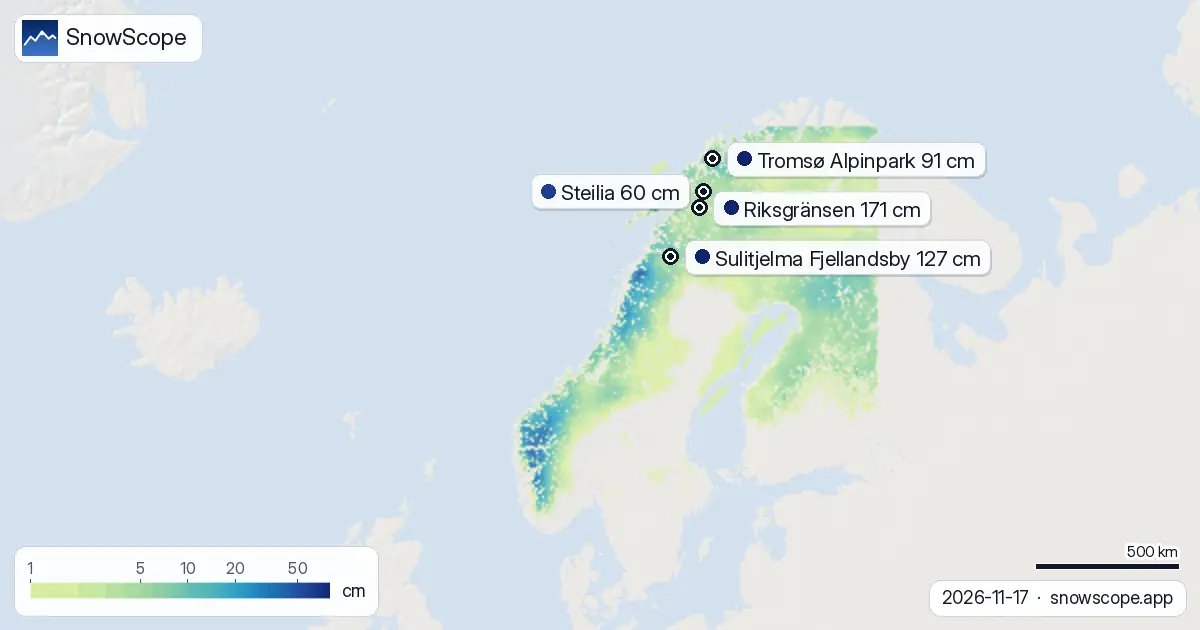 SnowScope
Tromsø Alpinpark 91 cm
Steilia 60 cm
Riksgränsen 171 cm
Sulitjelma Fjellandsby 127 cm
1 5 10 20 50
cm
500 km
2026-11-17 · snowscope.app